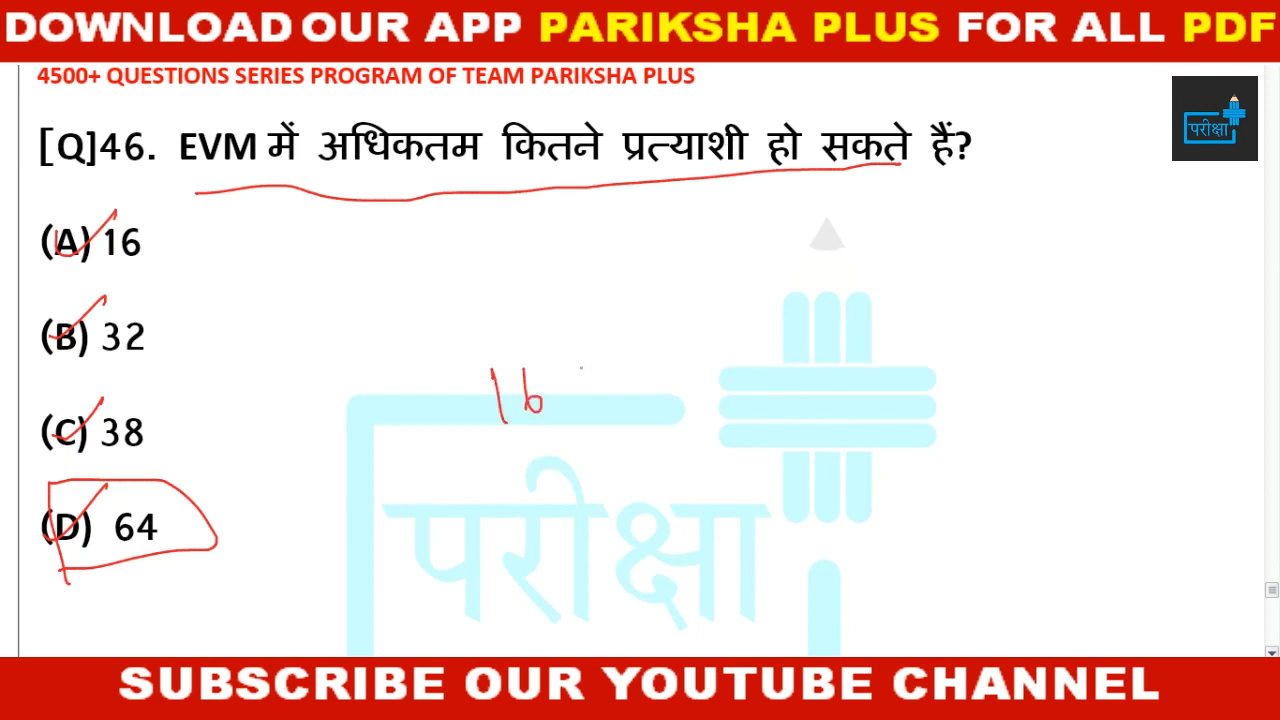 DOWNLOAD OUR APP PARIKSHA PLUS FOR ALL PDF
4500+ QUESTIONS SERIES PROGRAM OF TEAM PARIKSHA PLUS
परीक्षा
[Q]46. EVM में अधिकतम कितने प्रत्याशी हो सकते हैं?
(A) 16
(B) 32
16
(C) 38
(D) 64
परीक्षा
SUBSCRIBE OUR YOUTUBE CHANNEL